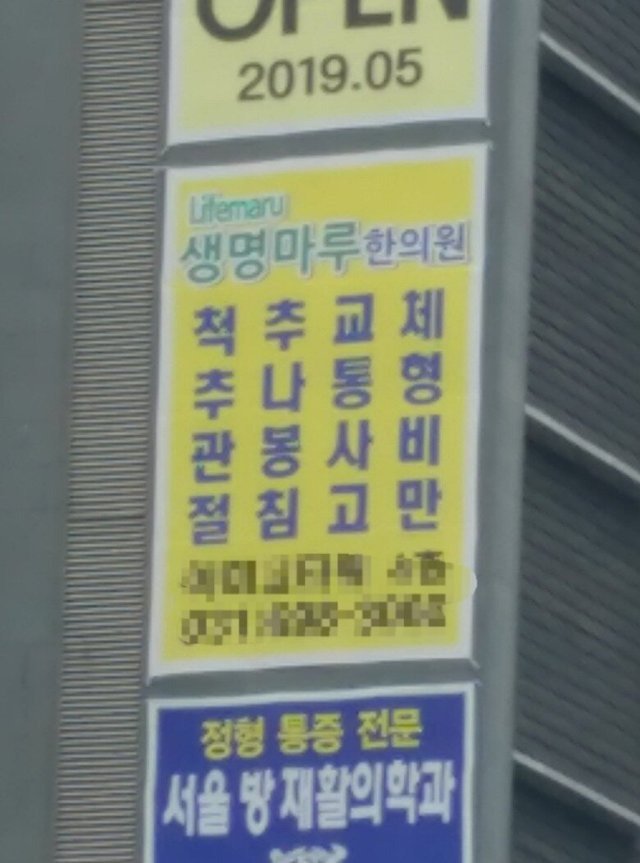 OPEN
2019.05
Lifemaru
생명마루한의원
척 추 교 체
추 나 통 형
관 봉 사 비
절 침 고 만
정형 통증 전문
서울 방 재활의학과